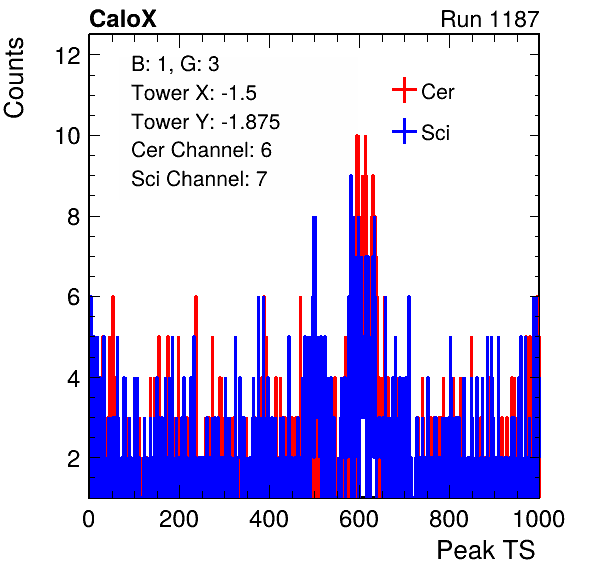 CaloX Run 1187
Counts
12
10
8
6
4
2
B: 1, G: 3
Tower X: -1.5
Tower Y: -1.875
Cer Channel: 6
Sci Channel: 7
Cer
Sci
0 200 400 600 800 1000
Peak TS